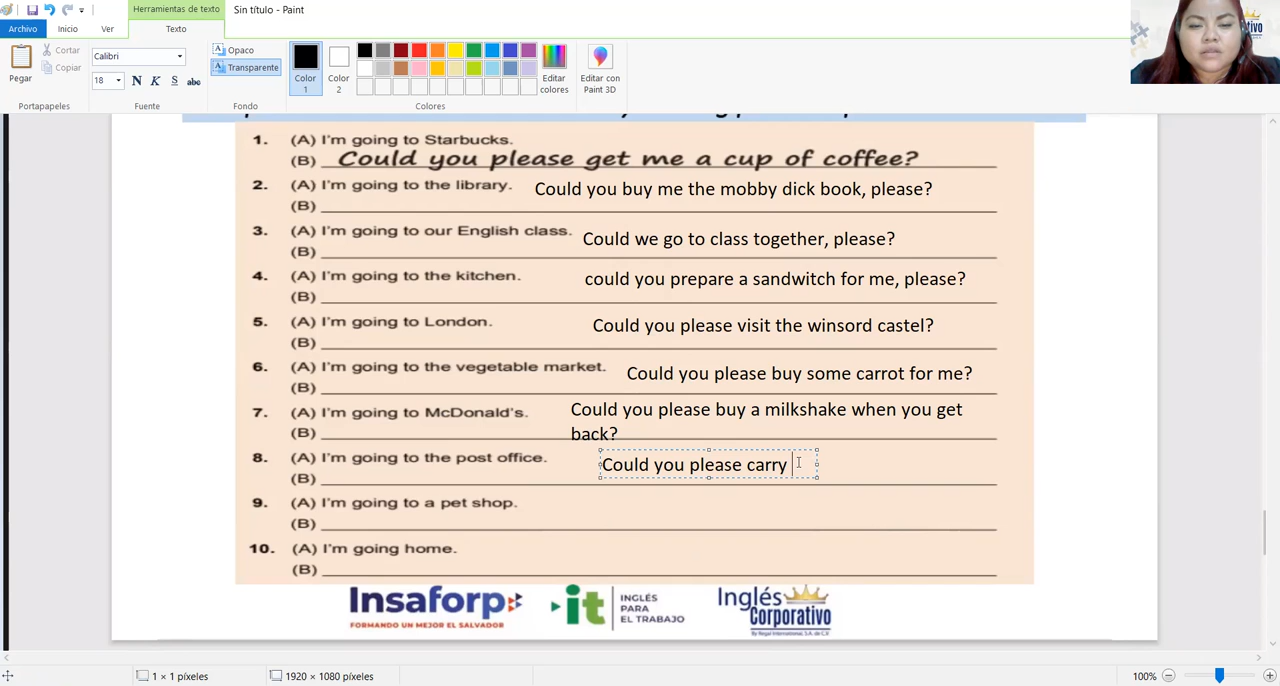 Herramientas de texto
Sin título - Paint
Archivo
Inicio
Ver
Texto
Pegar
Cortar
Copiar
Portapapeles
Calibri
18
N K S abc
Fuente
Opaco
Transparente
Fondo
Color 1
Color 2
Colores
Editar colores
Editar con Paint 3D
1. (A) I'm going to Starbucks.
(B) Could you please get me a cup of coffee?
2. (A) I'm going to the library. Could you buy me the mobby dick book, please?
(B)
3. (A) I'm going to our English class. Could we go to class together, please?
(B)
4. (A) I'm going to the kitchen. could you prepare a sandwitch for me, please?
(B)
5. (A) I'm going to London. Could you please visit the winsord castel?
(B)
6. (A) I'm going to the vegetable market. Could you please buy some carrot for me?
(B)
7. (A) I'm going to McDonald's. Could you please buy a milkshake when you get
(B) back?
8. (A) I'm going to the post office. Could you please carry
(B)
9. (A) I'm going to a pet shop.
(B)
10. (A) I'm going home.
(B)
Insaforp
FORMANDO UN MEJOR EL SALVADOR
it
INGLÉS
PARA
EL TRABAJO
Inglés
Corporativo
By Regal International, S.A. de C.V.
1 × 1 píxeles
1920 × 1080 píxeles
100%